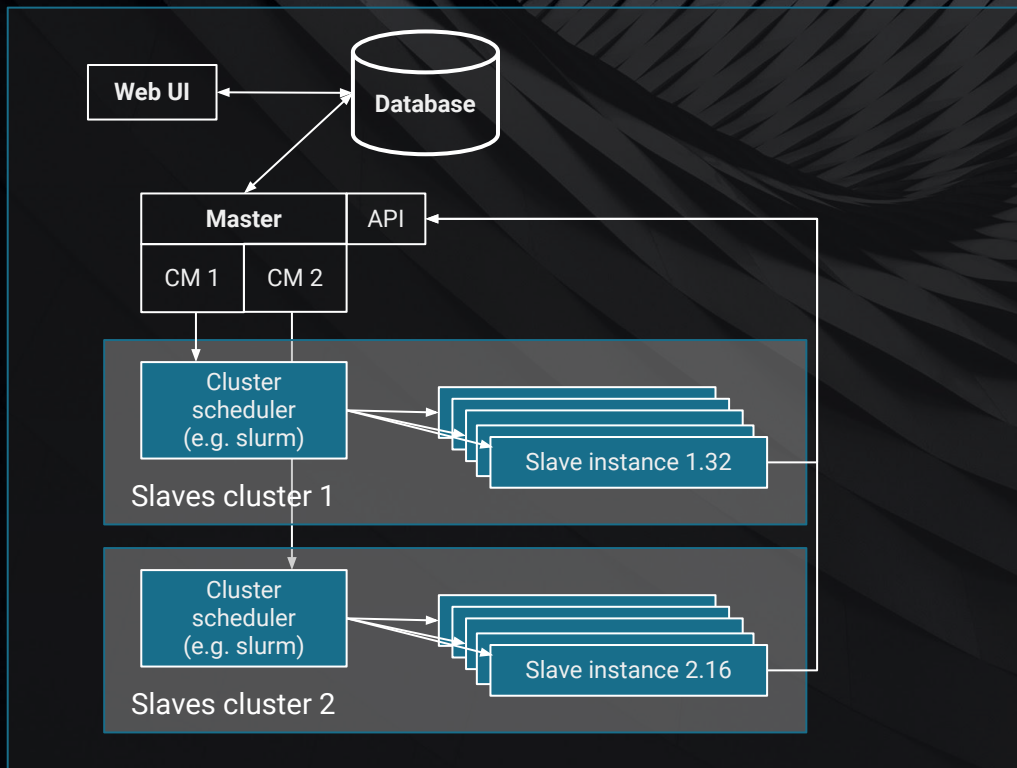 Web UI
Database
Master
API
CM 1
CM 2
Cluster
scheduler
(e.g. slurm)
Slave instance 1.32
Slaves cluster 1
Cluster
scheduler
(e.g. slurm)
Slave instance 2.16
Slaves cluster 2